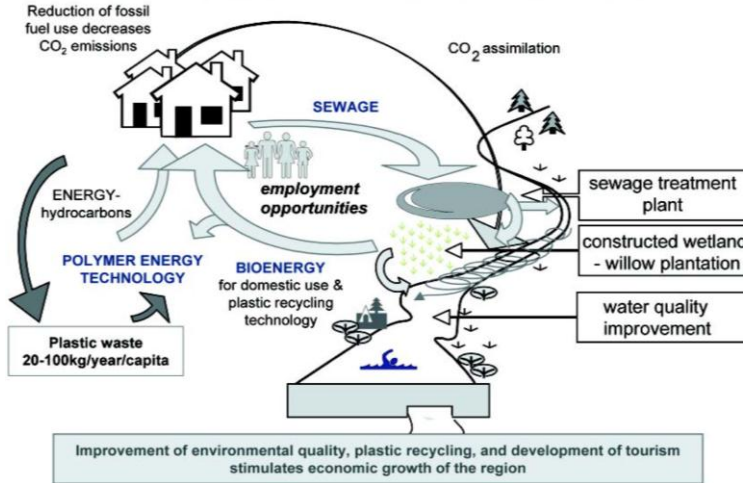 Reduction of fossil
fuel use decreases
CO₂ emissions
CO₂ assimilation
SEWAGE
employment
opportunities
ENERGY-
hydrocarbons
POLYMER ENERGY
TECHNOLOGY
BIOENERGY
for domestic use &
plastic recycling
technology
Plastic waste
20-100kg/year/capita
sewage treatment
plant
constructed wetland
- willow plantation
water quality
improvement
Improvement of environmental quality, plastic recycling, and development of tourism
stimulates economic growth of the region